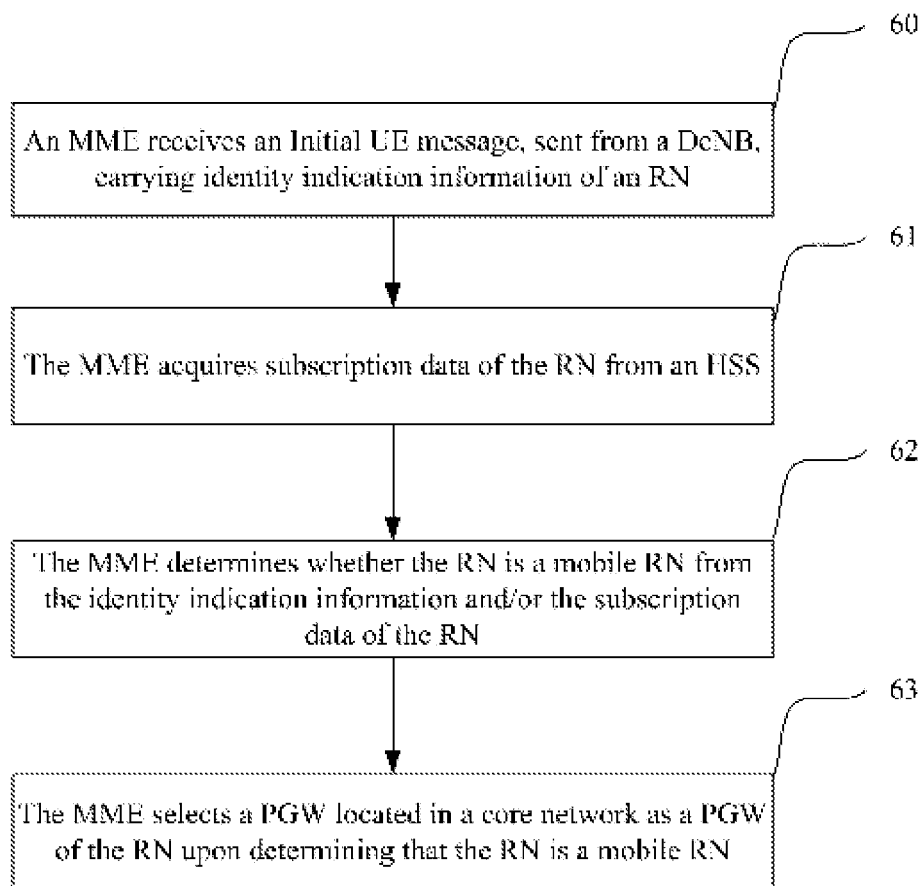 60
An MME receives an Initial UE message, sent from a DeNB,
carrying identity indication information of an RN
61
The MME acquires subscription data of the RN from an HSS
62
The MME determines whether the RN is a mobile RN from
the identity indication information and/or the subscription
data of the RN
63
The MME selects a PGW located in a core network as a PGW
of the RN upon determining that the RN is a mobile RN